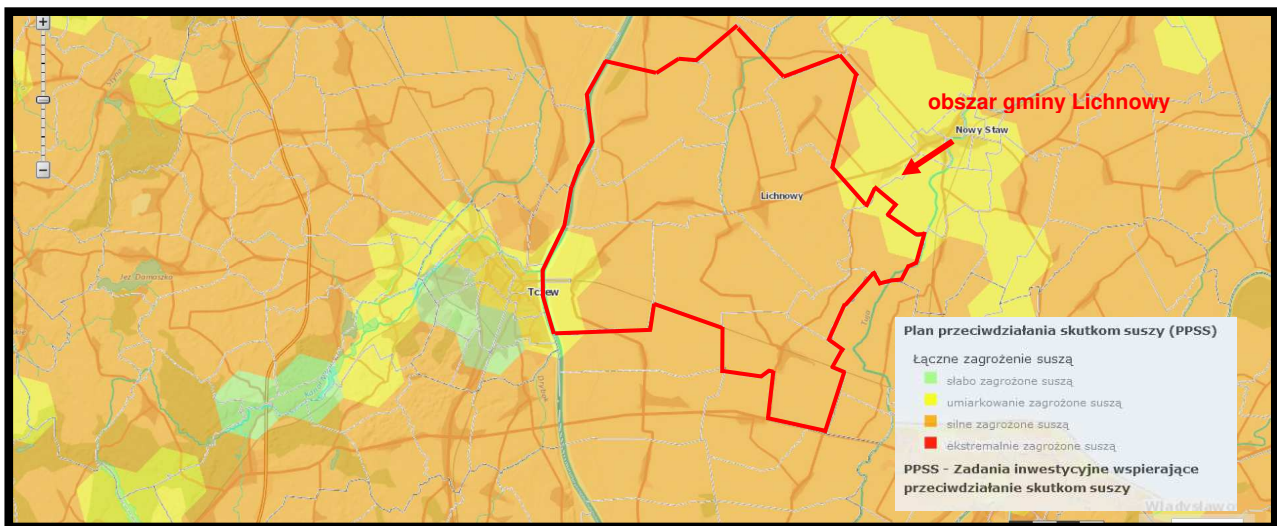 +
obszar gminy Lichnowy
Nowy Staw
Lichnowy
Jez. Damaszka
Tczew
−
Plan przeciwdziałania skutkom suszy (PPSS)
Łączne zagrożenie suszą
słabo zagrożone suszą
umiarkowanie zagrożone suszą
silne zagrożone suszą
ekstremalnie zagrożone suszą
PPSS - Zadania inwestycyjne wspierające
przeciwdziałanie skutkom suszy
Władysławo